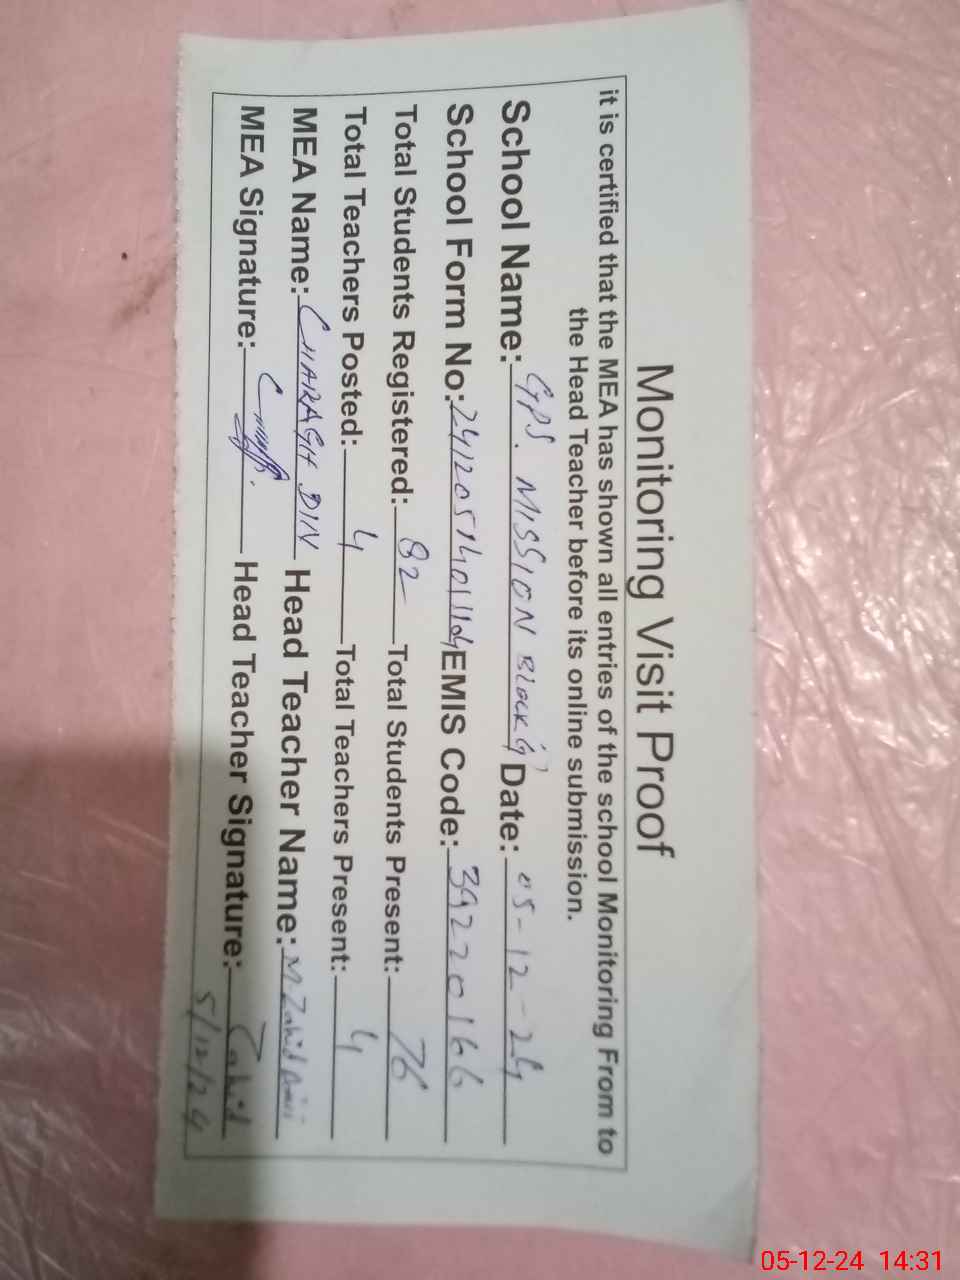 Monitoring Visit Proof
it is certified that the MEA has shown all entries of the school Monitoring From to
the Head Teacher before its online submission.
School Name: GPS. MISSION BLOCK 'G' Date: 05-12-24
School Form No: EMIS Code: 39220166
Total Students Registered: 82 Total Students Present: 76
Total Teachers Posted: 4 Total Teachers Present: 4
MEA Name: CHARAGH DIN Head Teacher Name: M Zahid
MEA Signature: Head Teacher Signature: Zahid
5/12/24
05-12-24 14:31